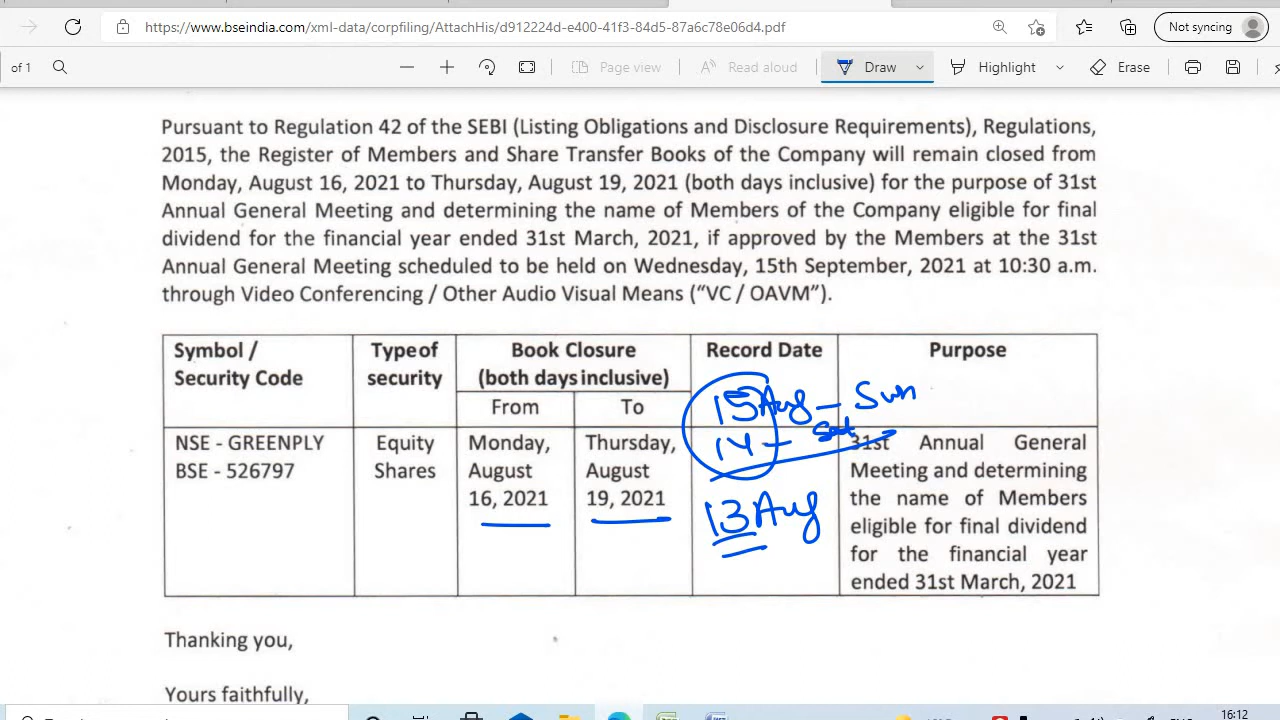 https://www.bseindia.com/xml-data/corpfiling/AttachHis/d912224d-e400-41f3-84d5-87a6c78e06d4.pdf
Not syncing
of 1
Page view
Read aloud
Draw
Highlight
Erase
Pursuant to Regulation 42 of the SEBI (Listing Obligations and Disclosure Requirements), Regulations,
2015, the Register of Members and Share Transfer Books of the Company will remain closed from
Monday, August 16, 2021 to Thursday, August 19, 2021 (both days inclusive) for the purpose of 31st
Annual General Meeting and determining the name of Members of the Company eligible for final
dividend for the financial year ended 31st March, 2021, if approved by the Members at the 31st
Annual General Meeting scheduled to be held on Wednesday, 15th September, 2021 at 10:30 a.m.
through Video Conferencing / Other Audio Visual Means (“VC / OAVM”).
Symbol /
Security Code
Type of
security
Book Closure
(both days inclusive)
From
To
Record Date
Purpose
NSE - GREENPLY
BSE - 526797
Equity
Shares
Monday,
August
16, 2021
Thursday,
August
19, 2021
15 Aug - Sun
14 - Sat
13 Aug
31st Annual General
Meeting and determining
the name of Members
eligible for final dividend
for the financial year
ended 31st March, 2021
Thanking you,
Yours faithfully,
16:12